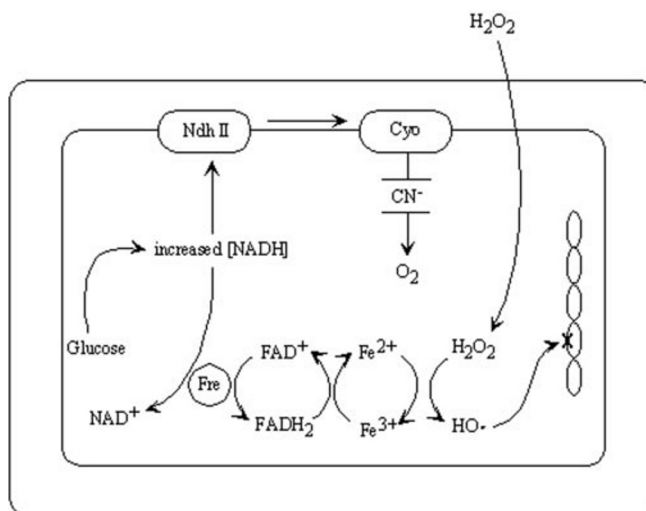 H₂O₂
Ndh II
Cyo
CN⁻
increased [NADH]
O₂
Glucose
FAD⁺
Fe²⁺
H₂O₂
Fre
NAD⁺
FADH₂
Fe³⁺
HO·